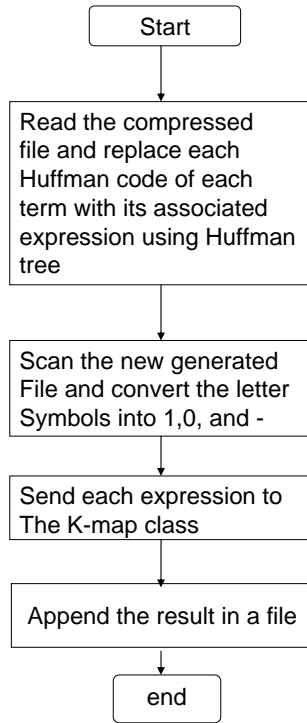 Start
Read the compressed
file and replace each
Huffman code of each
term with its associated
expression using Huffman
tree
Scan the new generated
File and convert the letter
Symbols into 1,0, and -
Send each expression to
The K-map class
Append the result in a file
end